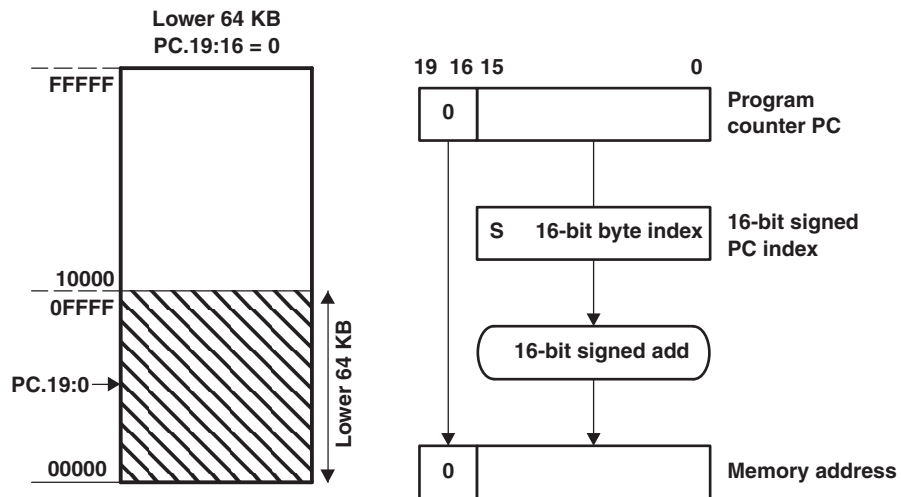 Lower 64 KB
PC.19:16 = 0
FFFFF
10000
0FFFF
PC.19:0
00000
Lower 64 KB
19 16 15 0
0
Program
counter PC
S 16-bit byte index
16-bit signed
PC index
16-bit signed add
0
Memory address